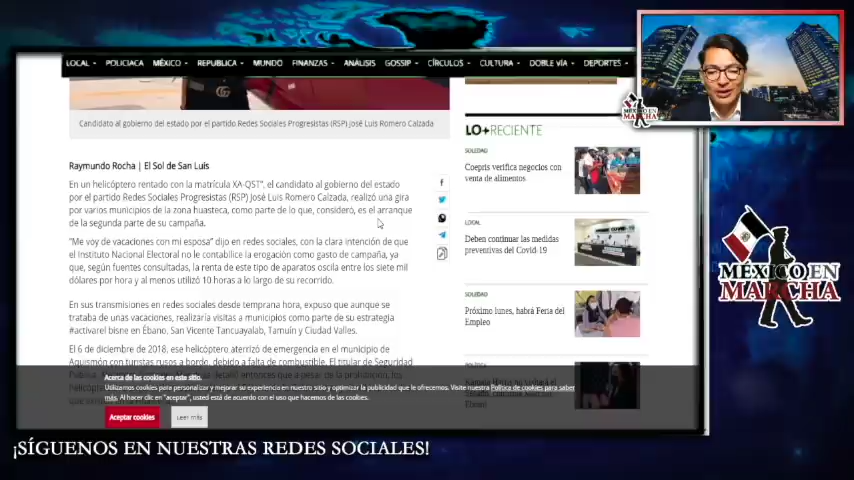 LOCAL POLICIACA MÉXICO REPUBLICA MUNDO FINANZAS ANÁLISIS GOSSIP CÍRCULOS CULTURA DOBLE VÍA DEPORTES
Candidato al gobierno del estado por el partido Redes Sociales Progresistas (RSP) José Luis Romero Calzada
Raymundo Rocha | El Sol de San Luis
En un helicóptero rentado con la matrícula XA-QST", el candidato al gobierno del estado
por el partido Redes Sociales Progresistas (RSP) José Luis Romero Calzada, realizó una gira
por varios municipios de la zona huasteca, como parte de lo que, consideró, es el arranque
de la segunda parte de su campaña.
"Me voy de vacaciones con mi esposa" dijo en redes sociales, con la clara intención de que
el Instituto Nacional Electoral no le contabilice la erogación como gasto de campaña, ya
que, según fuentes consultadas, la renta de este tipo de aparatos oscila entre los siete mil
dólares por hora y al menos utilizó 10 horas a lo largo de su recorrido.
En sus transmisiones en redes sociales desde temprana hora, expuso que aunque se
trataba de unas vacaciones, realizaría visitas a municipios como parte de su estrategia
#activarel bisne en Ébano, San Vicente Tancuayalab, Tamuín y Ciudad Valles.
El 6 de diciembre de 2018, ese helicóptero aterrizó de emergencia en el municipio de
Aquismón con turistas rusos a bordo, debido a falta de combustible. El titular de Seguridad
LO+RECIENTE
SOLEDAD
Coepris verifica negocios con
venta de alimentos
LOCAL
Deben continuar las medidas
preventivas del Covid-19
SOLEDAD
Próximo lunes, habrá Feria del
Empleo
Acerca de las cookies en este sitio.
Utilizamos cookies para personalizar y mejorar su experiencia en nuestro sitio y optimizar la publicidad que le ofrecemos. Visite nuestra Política de cookies para saber
más. Al hacer clic en "aceptar", usted está de acuerdo con el uso que hacemos de las cookies.
Aceptar cookies
Leer más
MÉXICO EN
MARCHA
MÉXICO EN
MARCHA
¡SÍGUENOS EN NUESTRAS REDES SOCIALES!